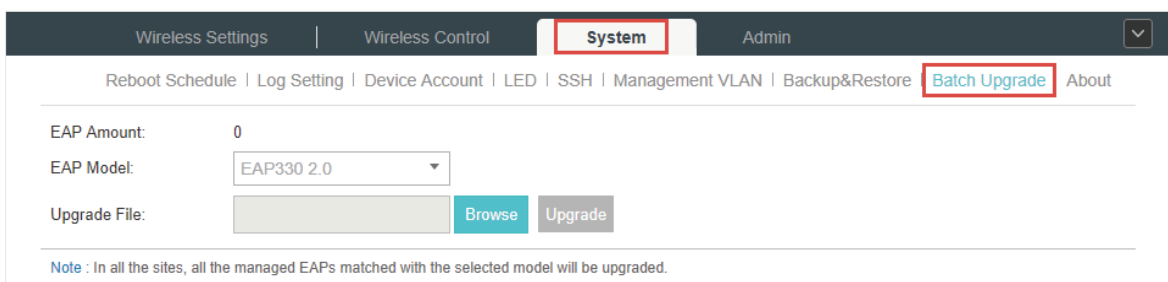 Wireless Settings | Wireless Control System Admin
Reboot Schedule | Log Setting | Device Account | LED | SSH | Management VLAN | Backup&Restore | Batch Upgrade About
EAP Amount: 0
EAP Model: EAP330 2.0
Upgrade File: Browse Upgrade
Note : In all the sites, all the managed EAPs matched with the selected model will be upgraded.